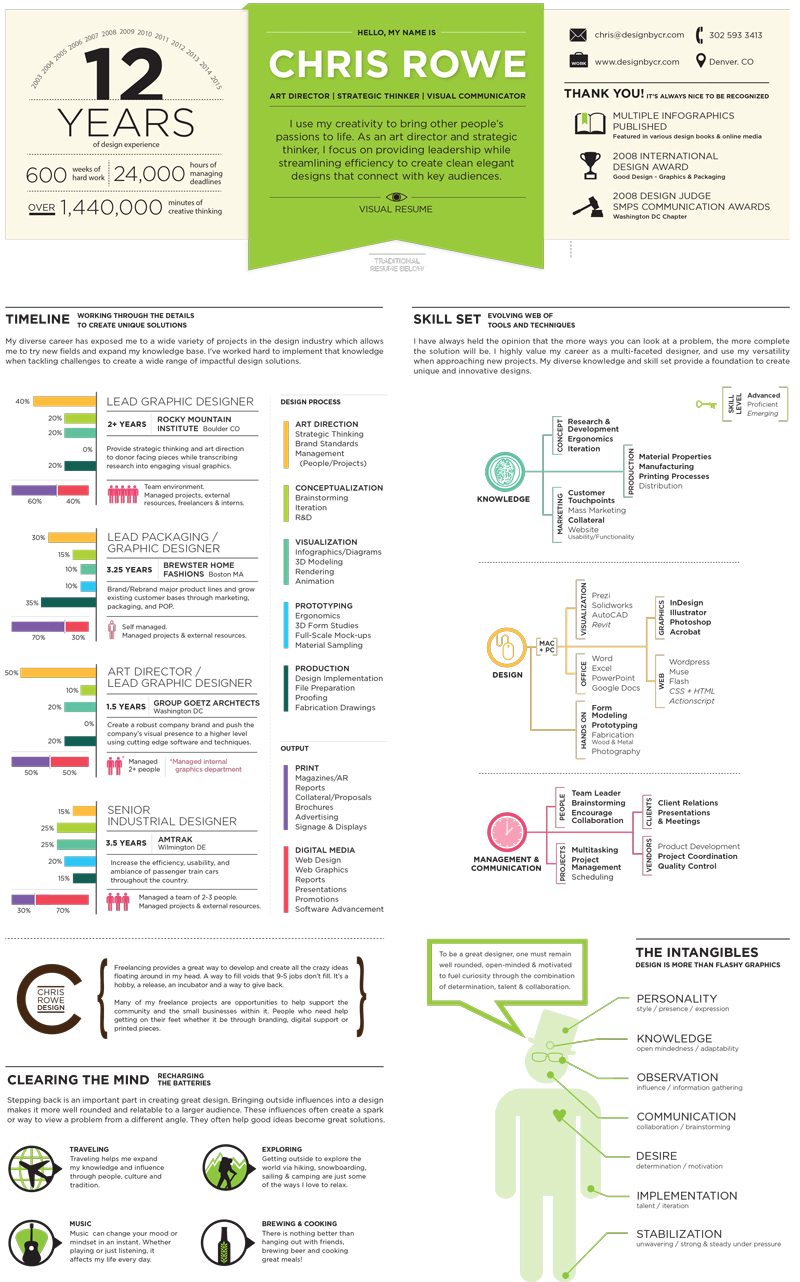 2003 2004 2005 2006 2007 2008 2009 2010 2011 2012 2013 2014 2015
12
YEARS
of design experience
600 weeks of
hard work
24,000 hours of
managing
deadlines
OVER 1,440,000 minutes of
creative thinking
HELLO, MY NAME IS
CHRIS ROWE
ART DIRECTOR | STRATEGIC THINKER | VISUAL COMMUNICATOR
I use my creativity to bring other people's
passions to life. As an art director and strategic
thinker, I focus on providing leadership while
streamlining efficiency to create clean elegant
designs that connect with key audiences.
VISUAL RESUME
TRADITIONAL
RESUME BELOW
chris@designbycr.com
302 593 3413
WORK
www.designbycr.com
Denver. CO
THANK YOU! IT'S ALWAYS NICE TO BE RECOGNIZED
MULTIPLE INFOGRAPHICS
PUBLISHED
Featured in various design books & online media
2008 INTERNATIONAL
DESIGN AWARD
Good Design - Graphics & Packaging
2008 DESIGN JUDGE
SMPS COMMUNICATION AWARDS
Washington DC Chapter
TIMELINE WORKING THROUGH THE DETAILS
TO CREATE UNIQUE SOLUTIONS
My diverse career has exposed me to a wide variety of projects in the design industry which allows
me to try new fields and expand my knowledge base. I've worked hard to implement that knowledge
when tackling challenges to create a wide range of impactful design solutions.
40%
20%
20%
0%
20%
60% 40%
LEAD GRAPHIC DESIGNER
2+ YEARS
ROCKY MOUNTAIN
INSTITUTE Boulder CO
Provide strategic thinking and art direction
to donor facing pieces while transcribing
research into engaging visual graphics.
Team environment.
Managed projects, external
resources, freelancers & interns.
30%
15%
10%
10%
35%
70% 30%
LEAD PACKAGING /
GRAPHIC DESIGNER
3.25 YEARS
BREWSTER HOME
FASHIONS Boston MA
Brand/Rebrand major product lines and grow
existing customer bases through marketing,
packaging, and POP.
Self managed.
Managed projects & external resources.
50%
10%
20%
0%
20%
50% 50%
ART DIRECTOR /
LEAD GRAPHIC DESIGNER
1.5 YEARS
GROUP GOETZ ARCHITECTS
Washington DC
Create a robust company brand and push the
company's visual presence to a higher level
using cutting edge software and techniques.
Managed
2+ people
*Managed internal
graphics department
15%
25%
25%
20%
15%
30% 70%
SENIOR
INDUSTRIAL DESIGNER
3.5 YEARS
AMTRAK
Wilmington DE
Increase the efficiency, usability, and
ambiance of passenger train cars
throughout the country.
Managed a team of 2-3 people.
Managed projects & external resources.
DESIGN PROCESS
ART DIRECTION
Strategic Thinking
Brand Standards
Management
(People/Projects)
CONCEPTUALIZATION
Brainstorming
Iteration
R&D
VISUALIZATION
Infographics/Diagrams
3D Modeling
Rendering
Animation
PROTOTYPING
Ergonomics
3D Form Studies
Full-Scale Mock-ups
Material Sampling
PRODUCTION
Design Implementation
File Preparation
Proofing
Fabrication Drawings
OUTPUT
PRINT
Magazines/AR
Reports
Collateral/Proposals
Brochures
Advertising
Signage & Displays
DIGITAL MEDIA
Web Design
Web Graphics
Reports
Presentations
Promotions
Software Advancement
SKILL SET EVOLVING WEB OF
TOOLS AND TECHNIQUES
I have always held the opinion that the more ways you can look at a problem, the more complete
the solution will be. I highly value my career as a multi-faceted designer, and use my versatility
when approaching new projects. My diverse knowledge and skill set provide a foundation to create
unique and innovative designs.
SKILL
LEVEL
Advanced
Proficient
Emerging
KNOWLEDGE
CONCEPT
Research &
Development
Ergonomics
Iteration
PRODUCTION
Material Properties
Manufacturing
Printing Processes
Distribution
MARKETING
Customer
Touchpoints
Mass Marketing
Collateral
Website
Usability/Functionality
DESIGN
MAC
+ PC
VISUALIZATION
Prezi
Solidworks
AutoCAD
Revit
GRAPHICS
InDesign
Illustrator
Photoshop
Acrobat
OFFICE
Word
Excel
PowerPoint
Google Docs
WEB
Wordpress
Muse
Flash
CSS + HTML
Actionscript
HANDS ON
Form
Modeling
Prototyping
Fabrication
Wood & Metal
Photography
MANAGEMENT &
COMMUNICATION
PEOPLE
Team Leader
Brainstorming
Encourage
Collaboration
CLIENTS
Client Relations
Presentations
& Meetings
PROJECTS
Multitasking
Project
Management
Scheduling
VENDORS
Product Development
Project Coordination
Quality Control
CHRIS
ROWE
DESIGN
Freelancing provides a great way to develop and create all the crazy ideas
floating around in my head. A way to fill voids that 9-5 jobs don't fill. It's a
hobby, a release, an incubator and a way to give back.
Many of my freelance projects are opportunities to help support the
community and the small businesses within it. People who need help
getting on their feet whether it be through branding, digital support or
printed pieces.
CLEARING THE MIND RECHARGING
THE BATTERIES
Stepping back is an important part in creating great design. Bringing outside influences into a design
makes it more well rounded and relatable to a larger audience. These influences often create a spark
or way to view a problem from a different angle. They often help good ideas become great solutions.
TRAVELING
Traveling helps me expand
my knowledge and influence
through people, culture and
tradition.
EXPLORING
Getting outside to explore the
world via hiking, snowboarding,
sailing & camping are just some
of the ways I love to relax.
MUSIC
Music can change your mood or
mindset in an instant. Whether
playing or just listening, it
affects my life every day.
BREWING & COOKING
There is nothing better than
hanging out with friends,
brewing beer and cooking
great meals!
To be a great designer, one must remain
well rounded, open-minded & motivated
to fuel curiosity through the combination
of determination, talent & collaboration.
THE INTANGIBLES
DESIGN IS MORE THAN FLASHY GRAPHICS
PERSONALITY
style / presence / expression
KNOWLEDGE
open mindedness / adaptability
OBSERVATION
influence / information gathering
COMMUNICATION
collaboration / brainstorming
DESIRE
determination / motivation
IMPLEMENTATION
talent / iteration
STABILIZATION
unwavering / strong & steady under pressure